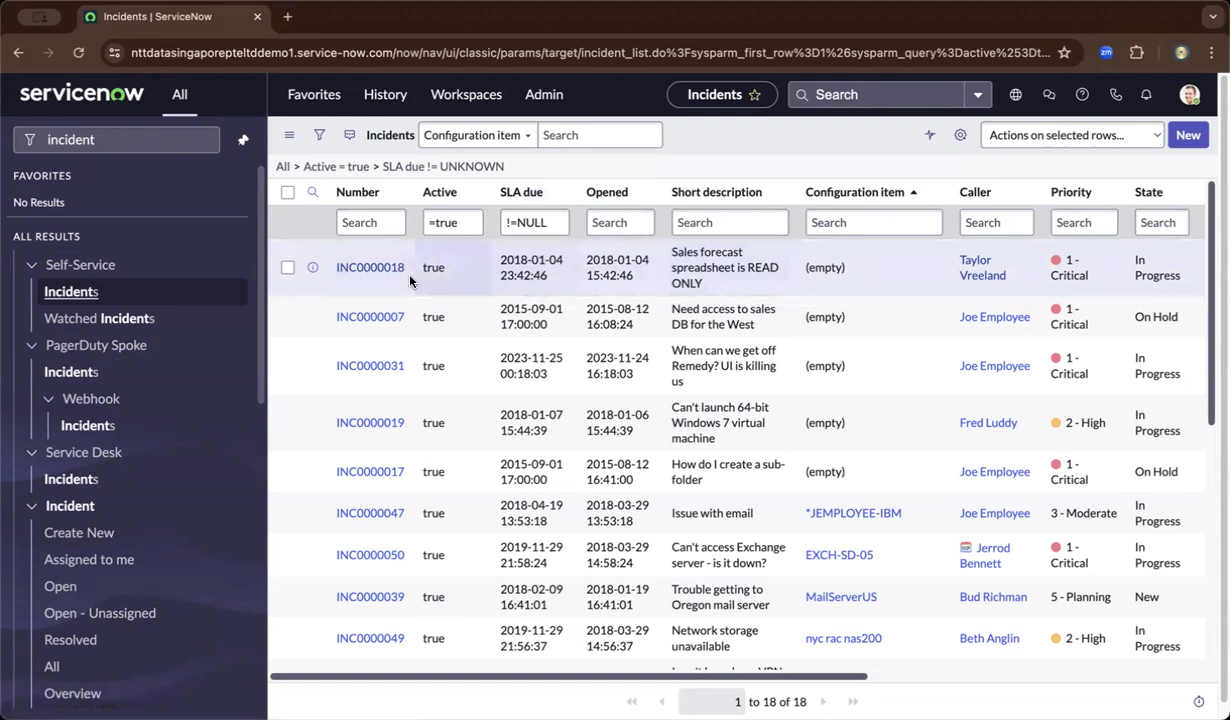 Incidents | ServiceNow
nttdatasingaporepteltddemo1.service-now.com/now/nav/ui/classic/params/target/incident_list.do%3Fsysparm_first_row%3D1%26sysparm_query%3Dactive%253Dt...
zm
servicenow All Favorites History Workspaces Admin Incidents Search
incident
FAVORITES
No Results
ALL RESULTS
Self-Service
Incidents
Watched Incidents
PagerDuty Spoke
Incidents
Webhook
Incidents
Service Desk
Incidents
Incident
Create New
Assigned to me
Open
Open - Unassigned
Resolved
All
Overview
Incidents Configuration item Search Actions on selected rows... New
All > Active = true > SLA due != UNKNOWN
Number Active SLA due Opened Short description Configuration item Caller Priority State
Search =true !=NULL Search Search Search Search Search Search
INC0000018 true 2018-01-04 23:42:46 2018-01-04 15:42:46 Sales forecast spreadsheet is READ ONLY (empty) Taylor Vreeland 1 - Critical In Progress
INC0000007 true 2015-09-01 17:00:00 2015-08-12 16:08:24 Need access to sales DB for the West (empty) Joe Employee 1 - Critical On Hold
INC0000031 true 2023-11-25 00:18:03 2023-11-24 16:18:03 When can we get off Remedy? UI is killing us (empty) Joe Employee 1 - Critical In Progress
INC0000019 true 2018-01-07 15:44:39 2018-01-06 15:44:39 Can't launch 64-bit Windows 7 virtual machine (empty) Fred Luddy 2 - High In Progress
INC0000017 true 2015-09-01 17:00:00 2015-08-12 16:41:00 How do I create a sub-folder (empty) Joe Employee 1 - Critical On Hold
INC0000047 true 2018-04-19 13:53:18 2018-03-29 13:53:18 Issue with email *JEMPLOYEE-IBM Joe Employee 3 - Moderate In Progress
INC0000050 true 2019-11-29 21:58:24 2018-03-29 14:58:24 Can't access Exchange server - is it down? EXCH-SD-05 Jerrod Bennett 1 - Critical In Progress
INC0000039 true 2018-02-09 16:41:01 2018-01-19 16:41:01 Trouble getting to Oregon mail server MailServerUS Bud Richman 5 - Planning New
INC0000049 true 2019-11-29 21:56:37 2018-03-29 14:56:37 Network storage unavailable nyc rac nas200 Beth Anglin 2 - High In Progress
1 to 18 of 18